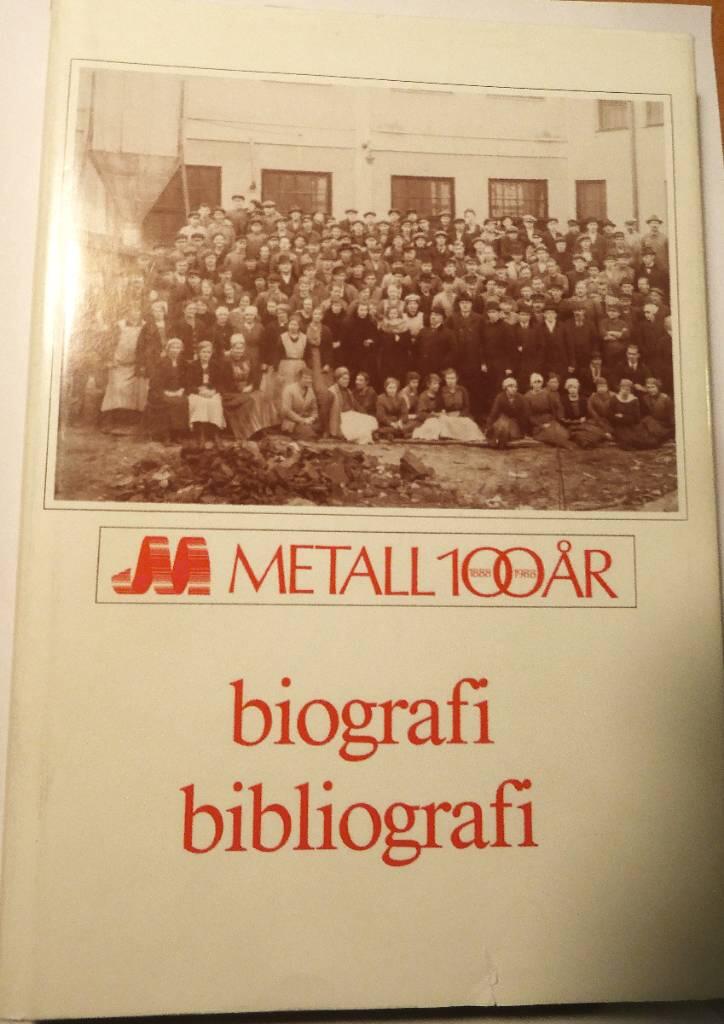 M METALL 100 ÅR
1888 1988
biografi
bibliografi